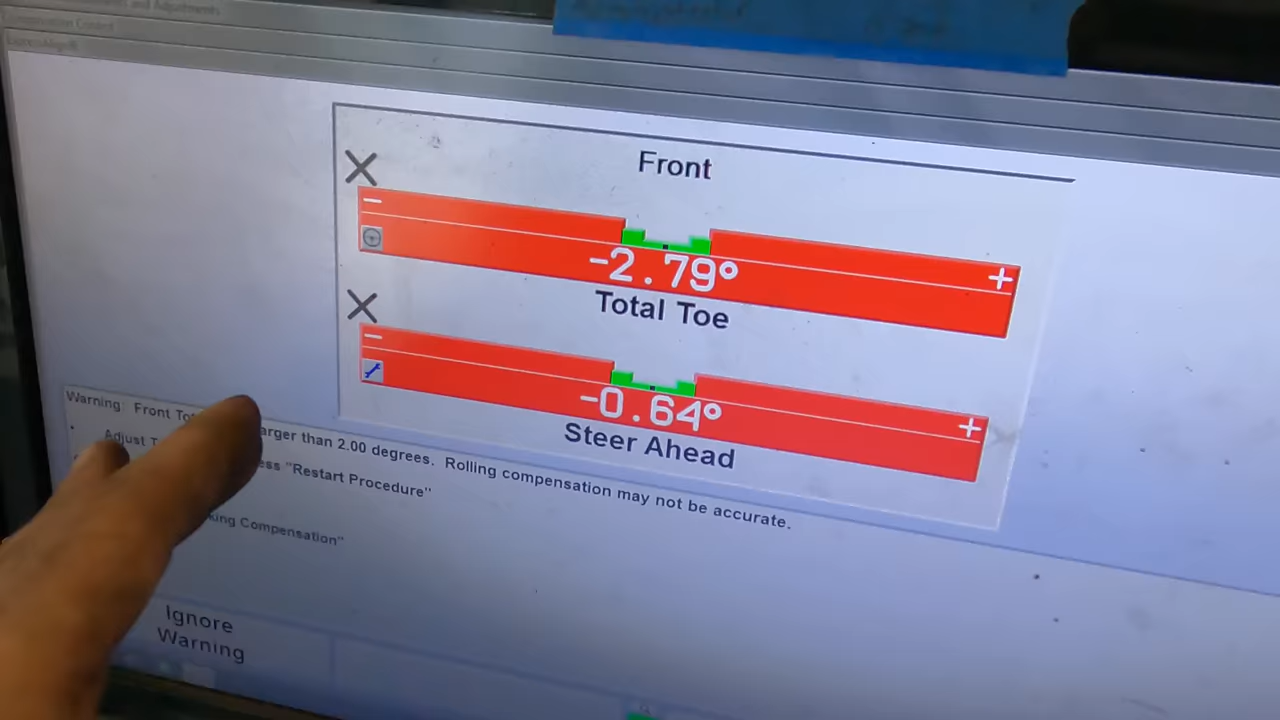 Front
−
-2.79°
+
Total Toe
−
-0.64°
+
Steer Ahead
Warning: Front To arger than 2.00 degrees. Rolling compensation may not be accurate.
Adjust T
ess "Restart Procedure"
king Compensation"
Ignore
Warning